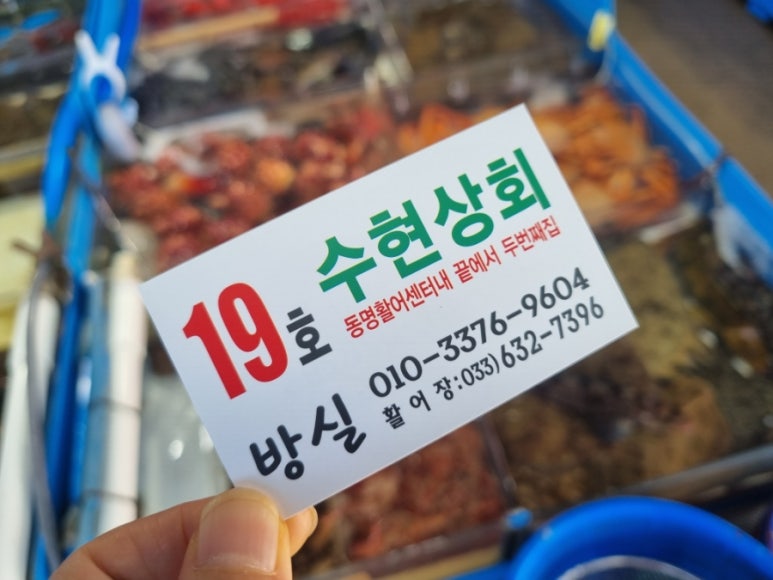 19호 수현상회
동명활어센터내 끝에서 두번째집
방실 010-3376-9604
활어장:033)632-7396